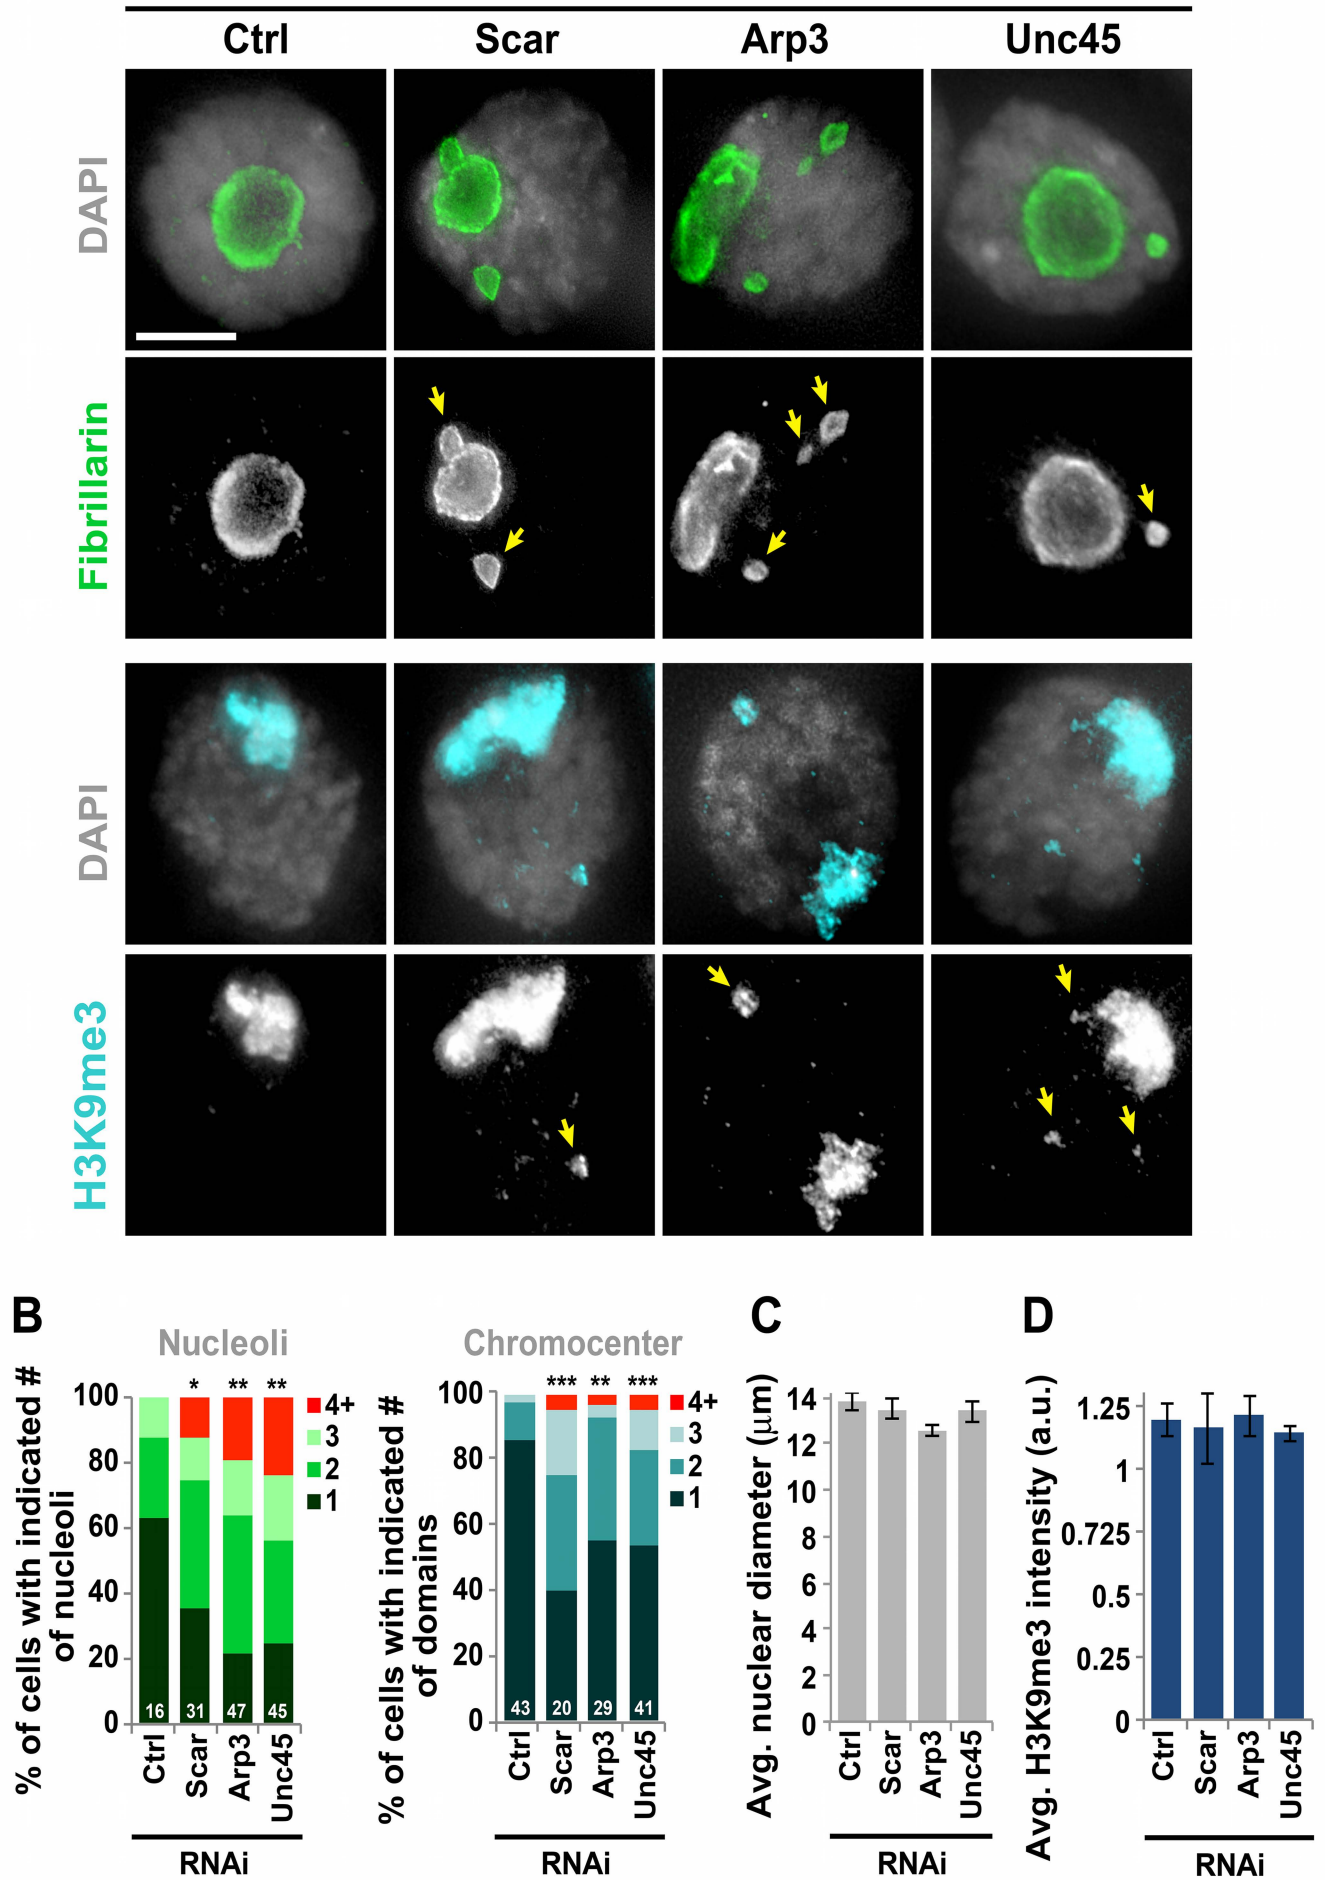 Ctrl Scar Arp3 Unc45
DAPI
Fibrillarin
DAPI
H3K9me3
B
Nucleoli
% of cells with indicated #
of nucleoli
100
80
60
40
20
0
* ** **
4+
3
2
1
16 31 47 45
Ctrl
Scar
Arp3
Unc45
RNAi
Chromocenter
% of cells with indicated #
of domains
100
80
60
40
20
0
*** ** ***
4+
3
2
1
43 20 29 41
Ctrl
Scar
Arp3
Unc45
RNAi
C
Avg. nuclear diameter (μm)
14
12
10
8
6
4
2
0
Ctrl
Scar
Arp3
Unc45
RNAi
D
Avg. H3K9me3 intensity (a.u.)
1.25
1
0.725
0.5
0.25
0
Ctrl
Scar
Arp3
Unc45
RNAi